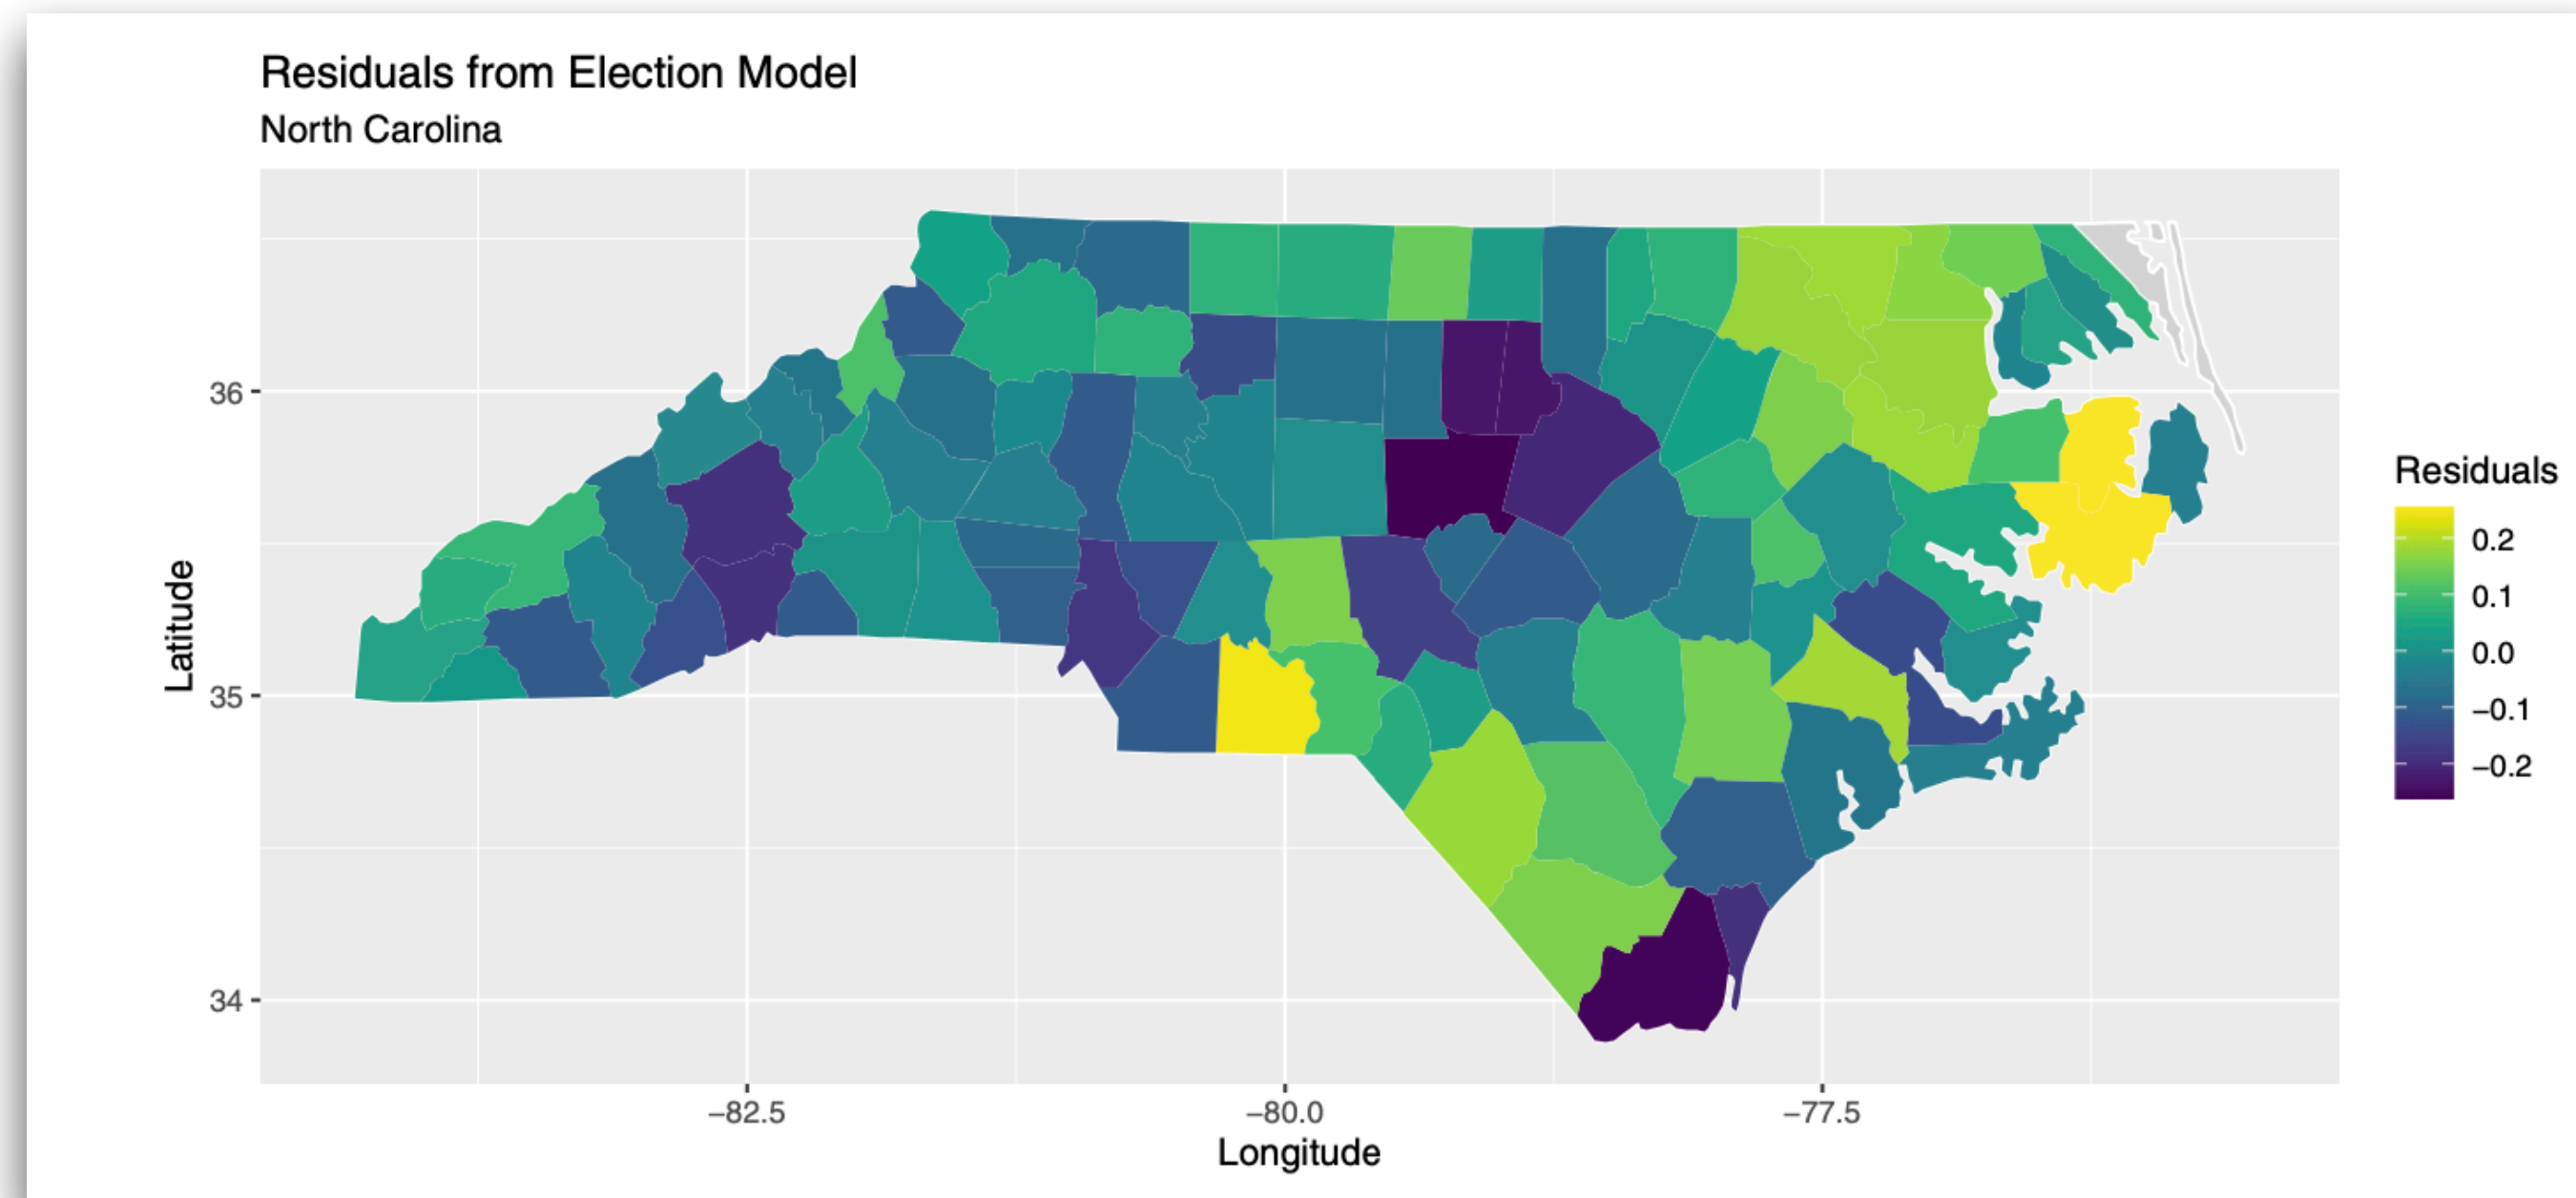 Residuals from Election Model
North Carolina
36
35
34
Latitude
−82.5
−80.0
−77.5
Longitude
Residuals
0.2
0.1
0.0
−0.1
−0.2